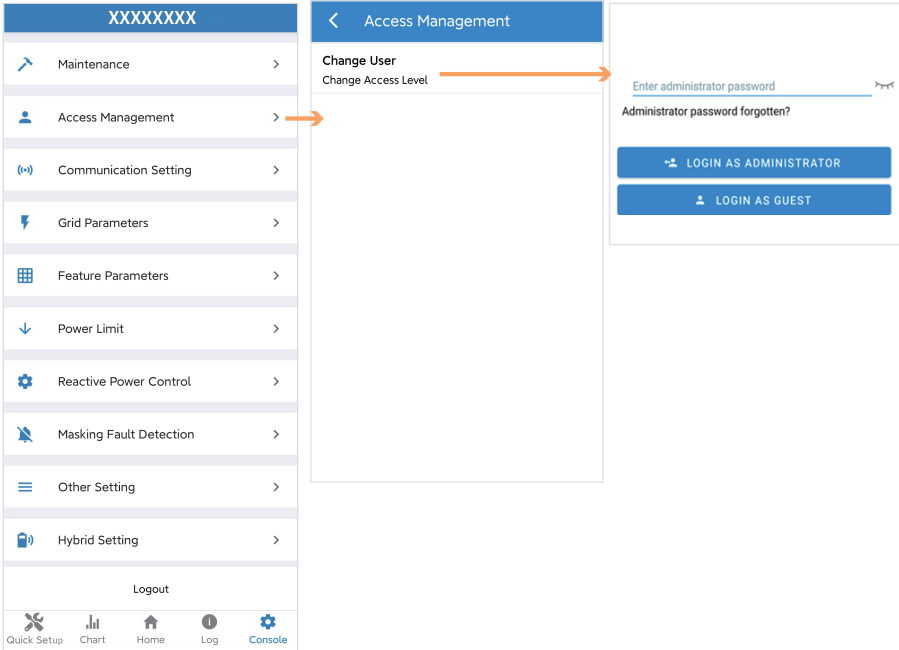 XXXXXXXX
Maintenance
Access Management
Communication Setting
Grid Parameters
Feature Parameters
Power Limit
Reactive Power Control
Masking Fault Detection
Other Setting
Hybrid Setting
Logout
Quick Setup
Chart
Home
Log
Console
Access Management
Change User
Change Access Level
Enter administrator password
Administrator password forgotten?
LOGIN AS ADMINISTRATOR
LOGIN AS GUEST